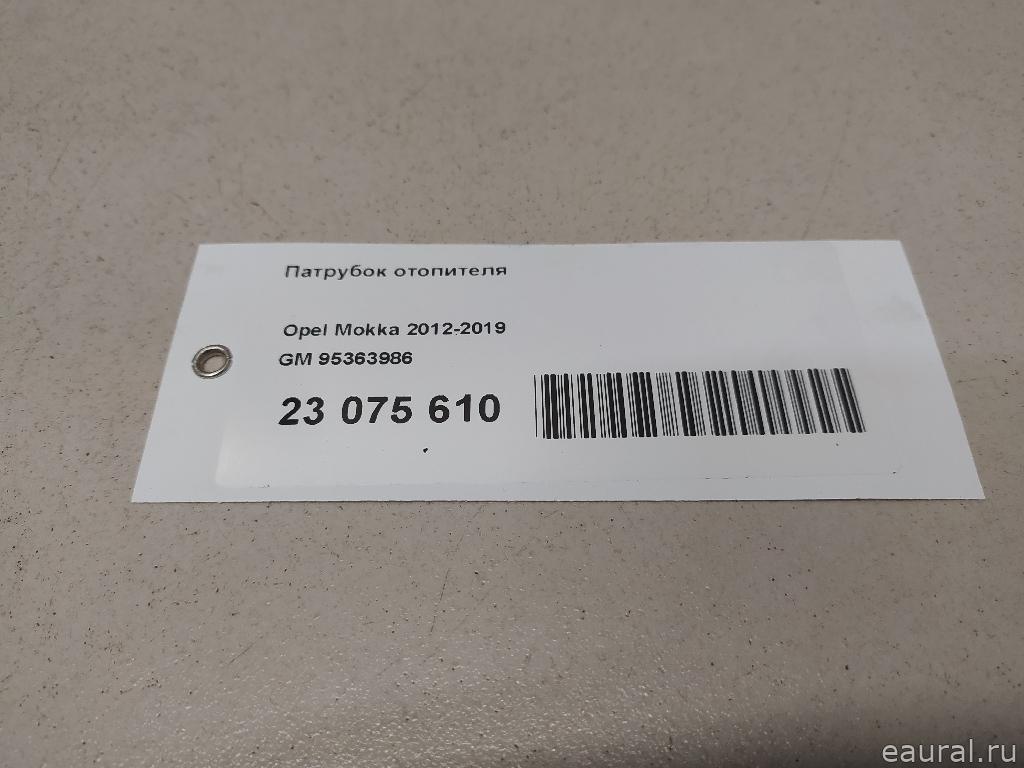 Патрубок отопителя
Opel Mokka 2012-2019
GM 95363986
23 075 610
eaural.ru